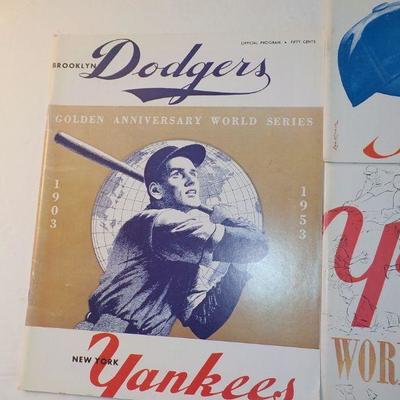 OFFICIAL PROGRAM • FIFTY CENTS
BROOKLYN Dodgers
GOLDEN ANNIVERSARY WORLD SERIES
1903
1953
NEW YORK Yankees
WOR